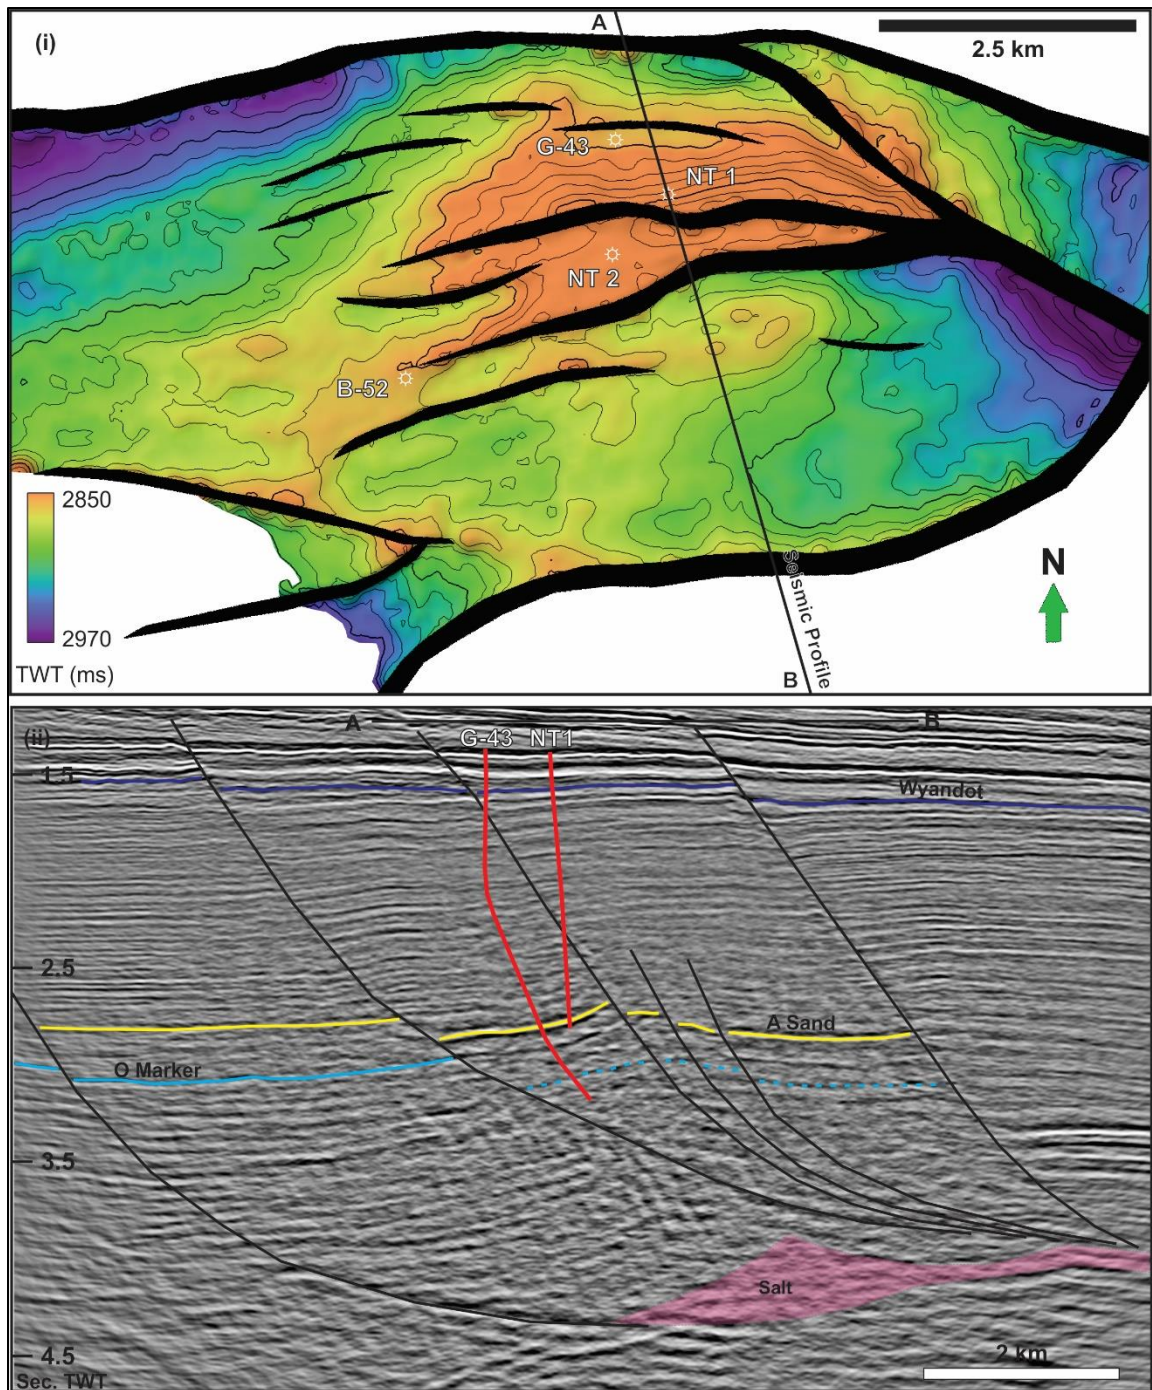 (i)
A
2.5 km
G-43
NT 1
NT 2
B-52
2850
2970
TWT (ms)
N
Seismic Profile
B
(ii)
A
B
G-43
NT1
1.5
Wyandot
2.5
A Sand
O Marker
3.5
Salt
4.5
2 km
Sec. TWT